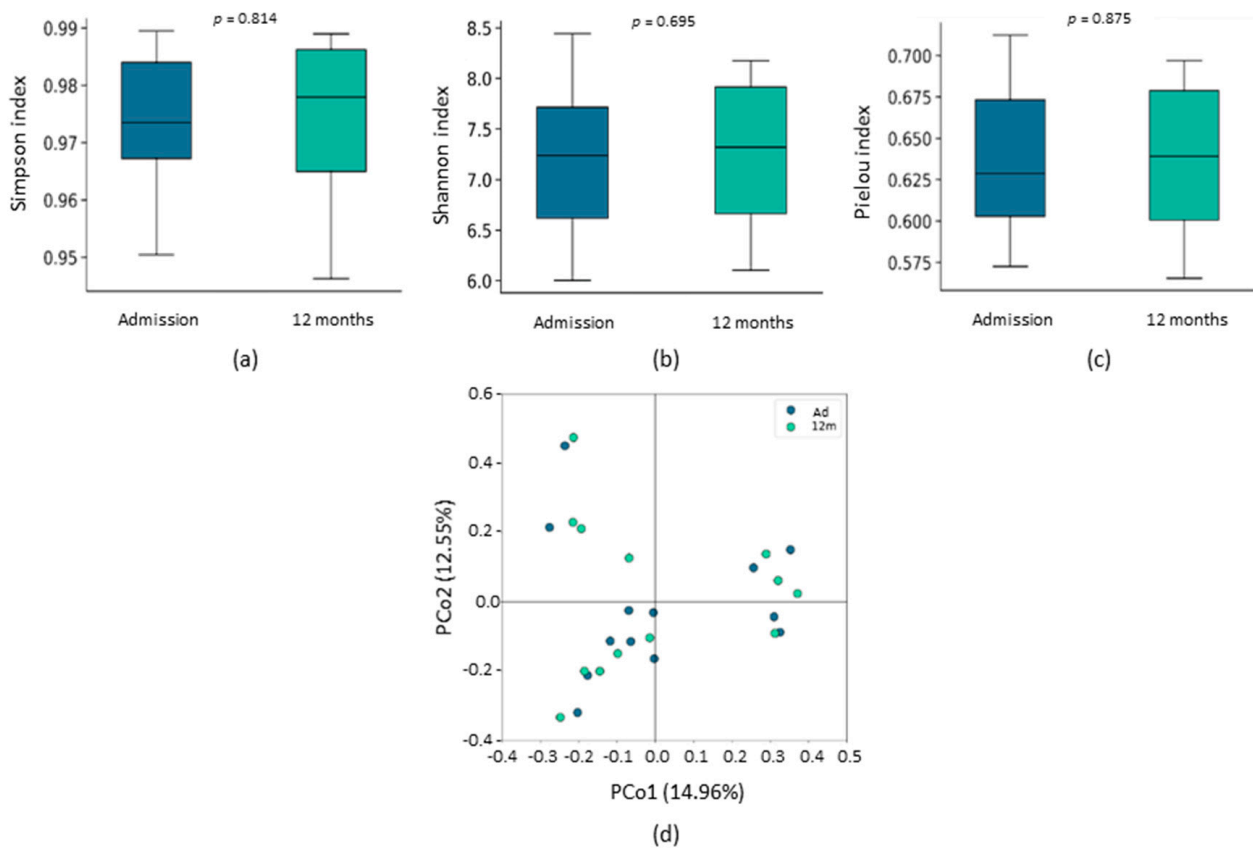 p = 0.814
Simpson index
0.99
0.98
0.97
0.96
0.95
Admission 12 months
(a)
p = 0.695
Shannon index
8.5
8.0
7.5
7.0
6.5
6.0
Admission 12 months
(b)
p = 0.875
Pielou index
0.700
0.675
0.650
0.625
0.600
0.575
Admission 12 months
(c)
Ad
12m
PCo2 (12.55%)
0.6
0.4
0.2
0.0
-0.2
-0.4
-0.4 -0.3 -0.2 -0.1 0.0 0.1 0.2 0.3 0.4 0.5
PCo1 (14.96%)
(d)